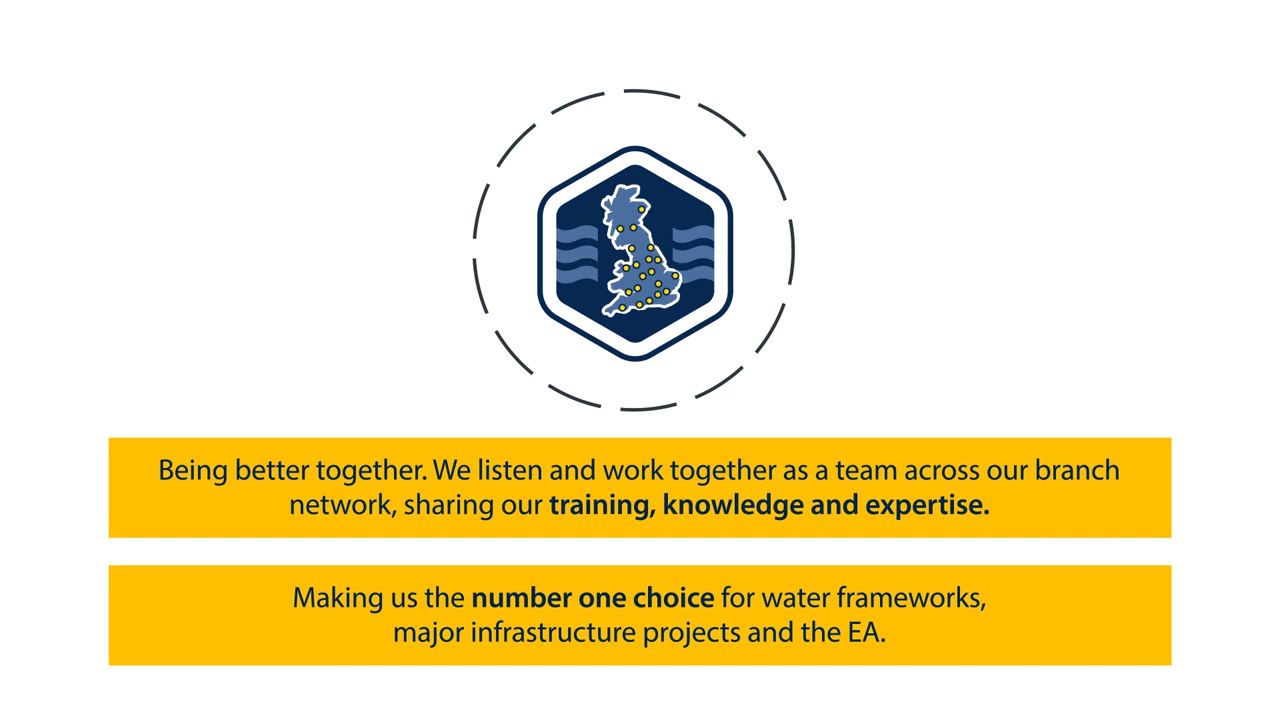 Being better together. We listen and work together as a team across our branch
network, sharing our training, knowledge and expertise.
Making us the number one choice for water frameworks,
major infrastructure projects and the EA.